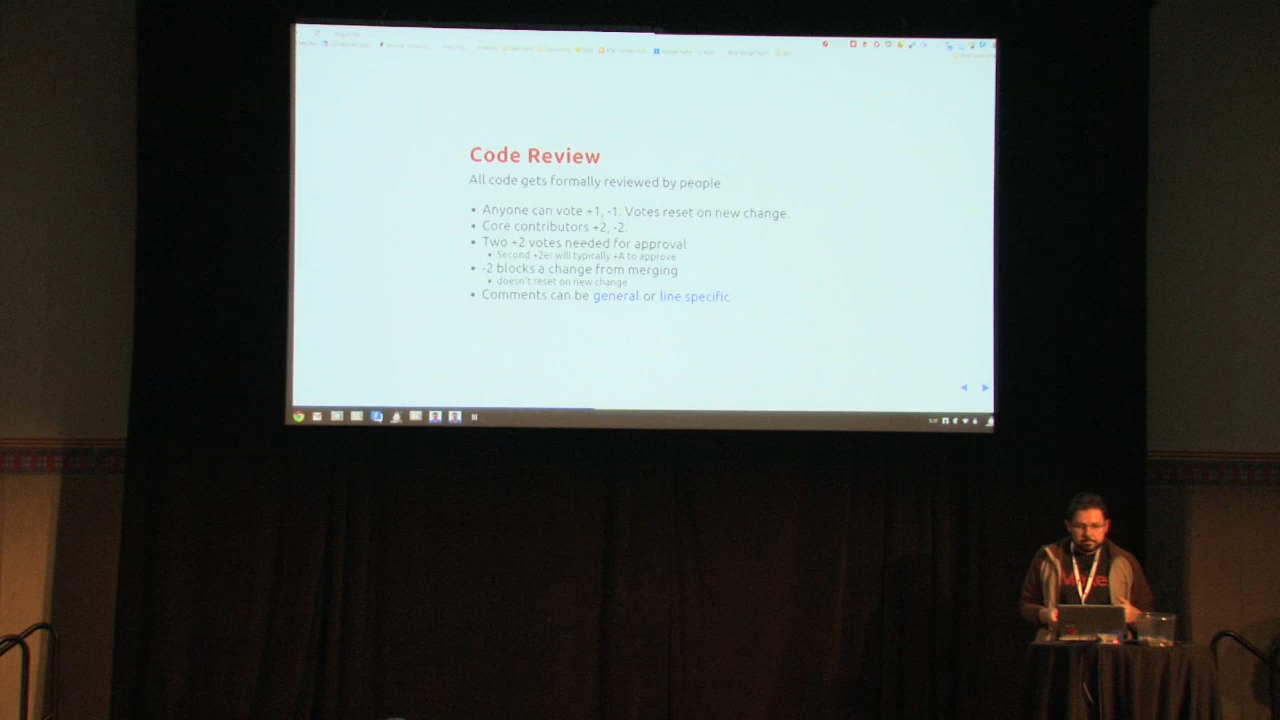 Code Review
All code gets formally reviewed by people
• Anyone can vote +1, -1. Votes reset on new change.
• Core contributors +2, -2.
• Two +2 votes needed for approval
• Second +2er will typically +A to approve
• -2 blocks a change from merging
• doesn't reset on new change
• Comments can be general or line specific